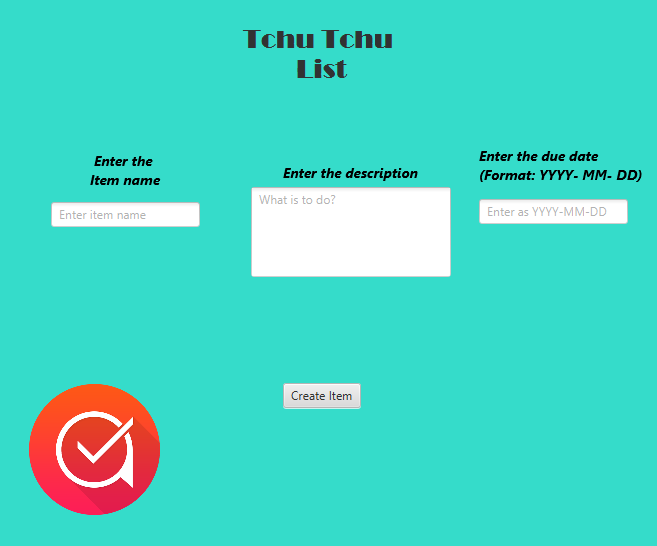 Tchu Tchu
List
Enter the
Item name
Enter item name
Enter the description
What is to do?
Enter the due date
(Format: YYYY- MM- DD)
Enter as YYYY-MM-DD
Create Item